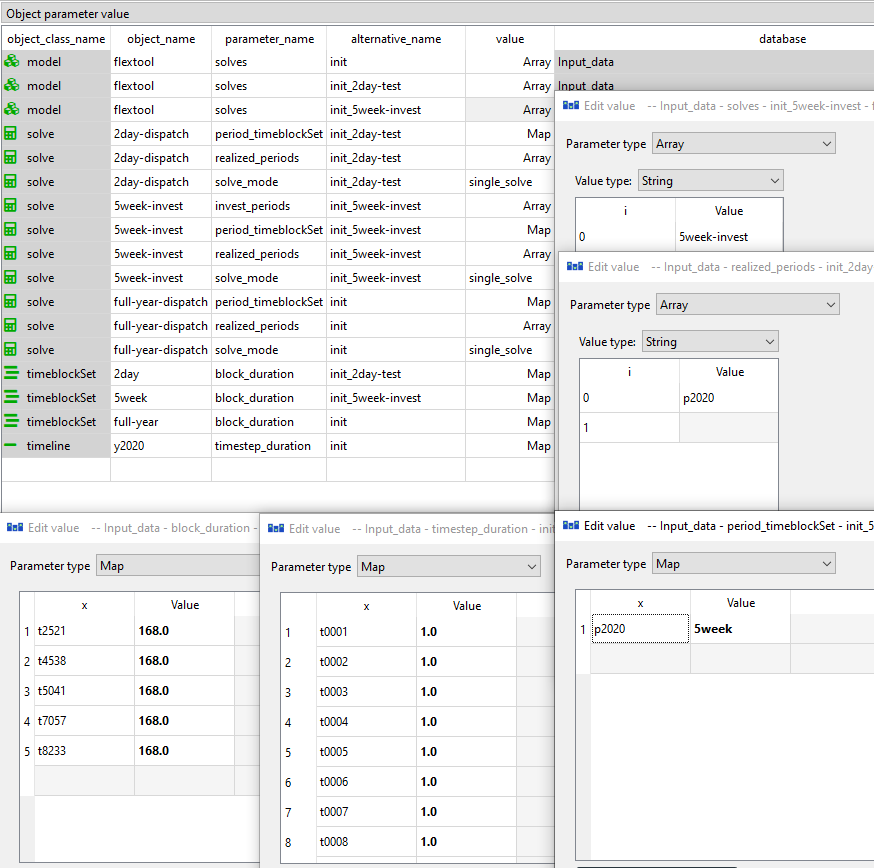 Object parameter value
object_class_name object_name parameter_name alternative_name value database
model flextool solves init Array Input_data
model flextool solves init_2day-test Array Input_data
model flextool solves init_5week-invest Array
solve 2day-dispatch period_timeblockSet init_2day-test Map
solve 2day-dispatch realized_periods init_2day-test Array
solve 2day-dispatch solve_mode init_2day-test single_solve
solve 5week-invest invest_periods init_5week-invest Array
solve 5week-invest period_timeblockSet init_5week-invest Map
solve 5week-invest realized_periods init_5week-invest Array
solve 5week-invest solve_mode init_5week-invest single_solve
solve full-year-dispatch period_timeblockSet init Map
solve full-year-dispatch realized_periods init Array
solve full-year-dispatch solve_mode init single_solve
timeblockSet 2day block_duration init_2day-test Map
timeblockSet 5week block_duration init_5week-invest Map
timeblockSet full-year block_duration init Map
timeline y2020 timestep_duration init Map
Edit value -- Input_data - solves - init_5week-invest - f
Parameter type Array
Value type: String
i Value
0 5week-invest
Edit value -- Input_data - realized_periods - init_2day
Parameter type Array
Value type: String
i Value
0 p2020
1
Edit value -- Input_data - block_duration -
Parameter type Map
x Value
1 t2521 168.0
2 t4538 168.0
3 t5041 168.0
4 t7057 168.0
5 t8233 168.0
Edit value -- Input_data - timestep_duration - init
Parameter type Map
x Value
1 t0001 1.0
2 t0002 1.0
3 t0003 1.0
4 t0004 1.0
5 t0005 1.0
6 t0006 1.0
7 t0007 1.0
8 t0008 1.0
Edit value -- Input_data - period_timeblockSet - init_5
Parameter type Map
x Value
1 p2020 5week